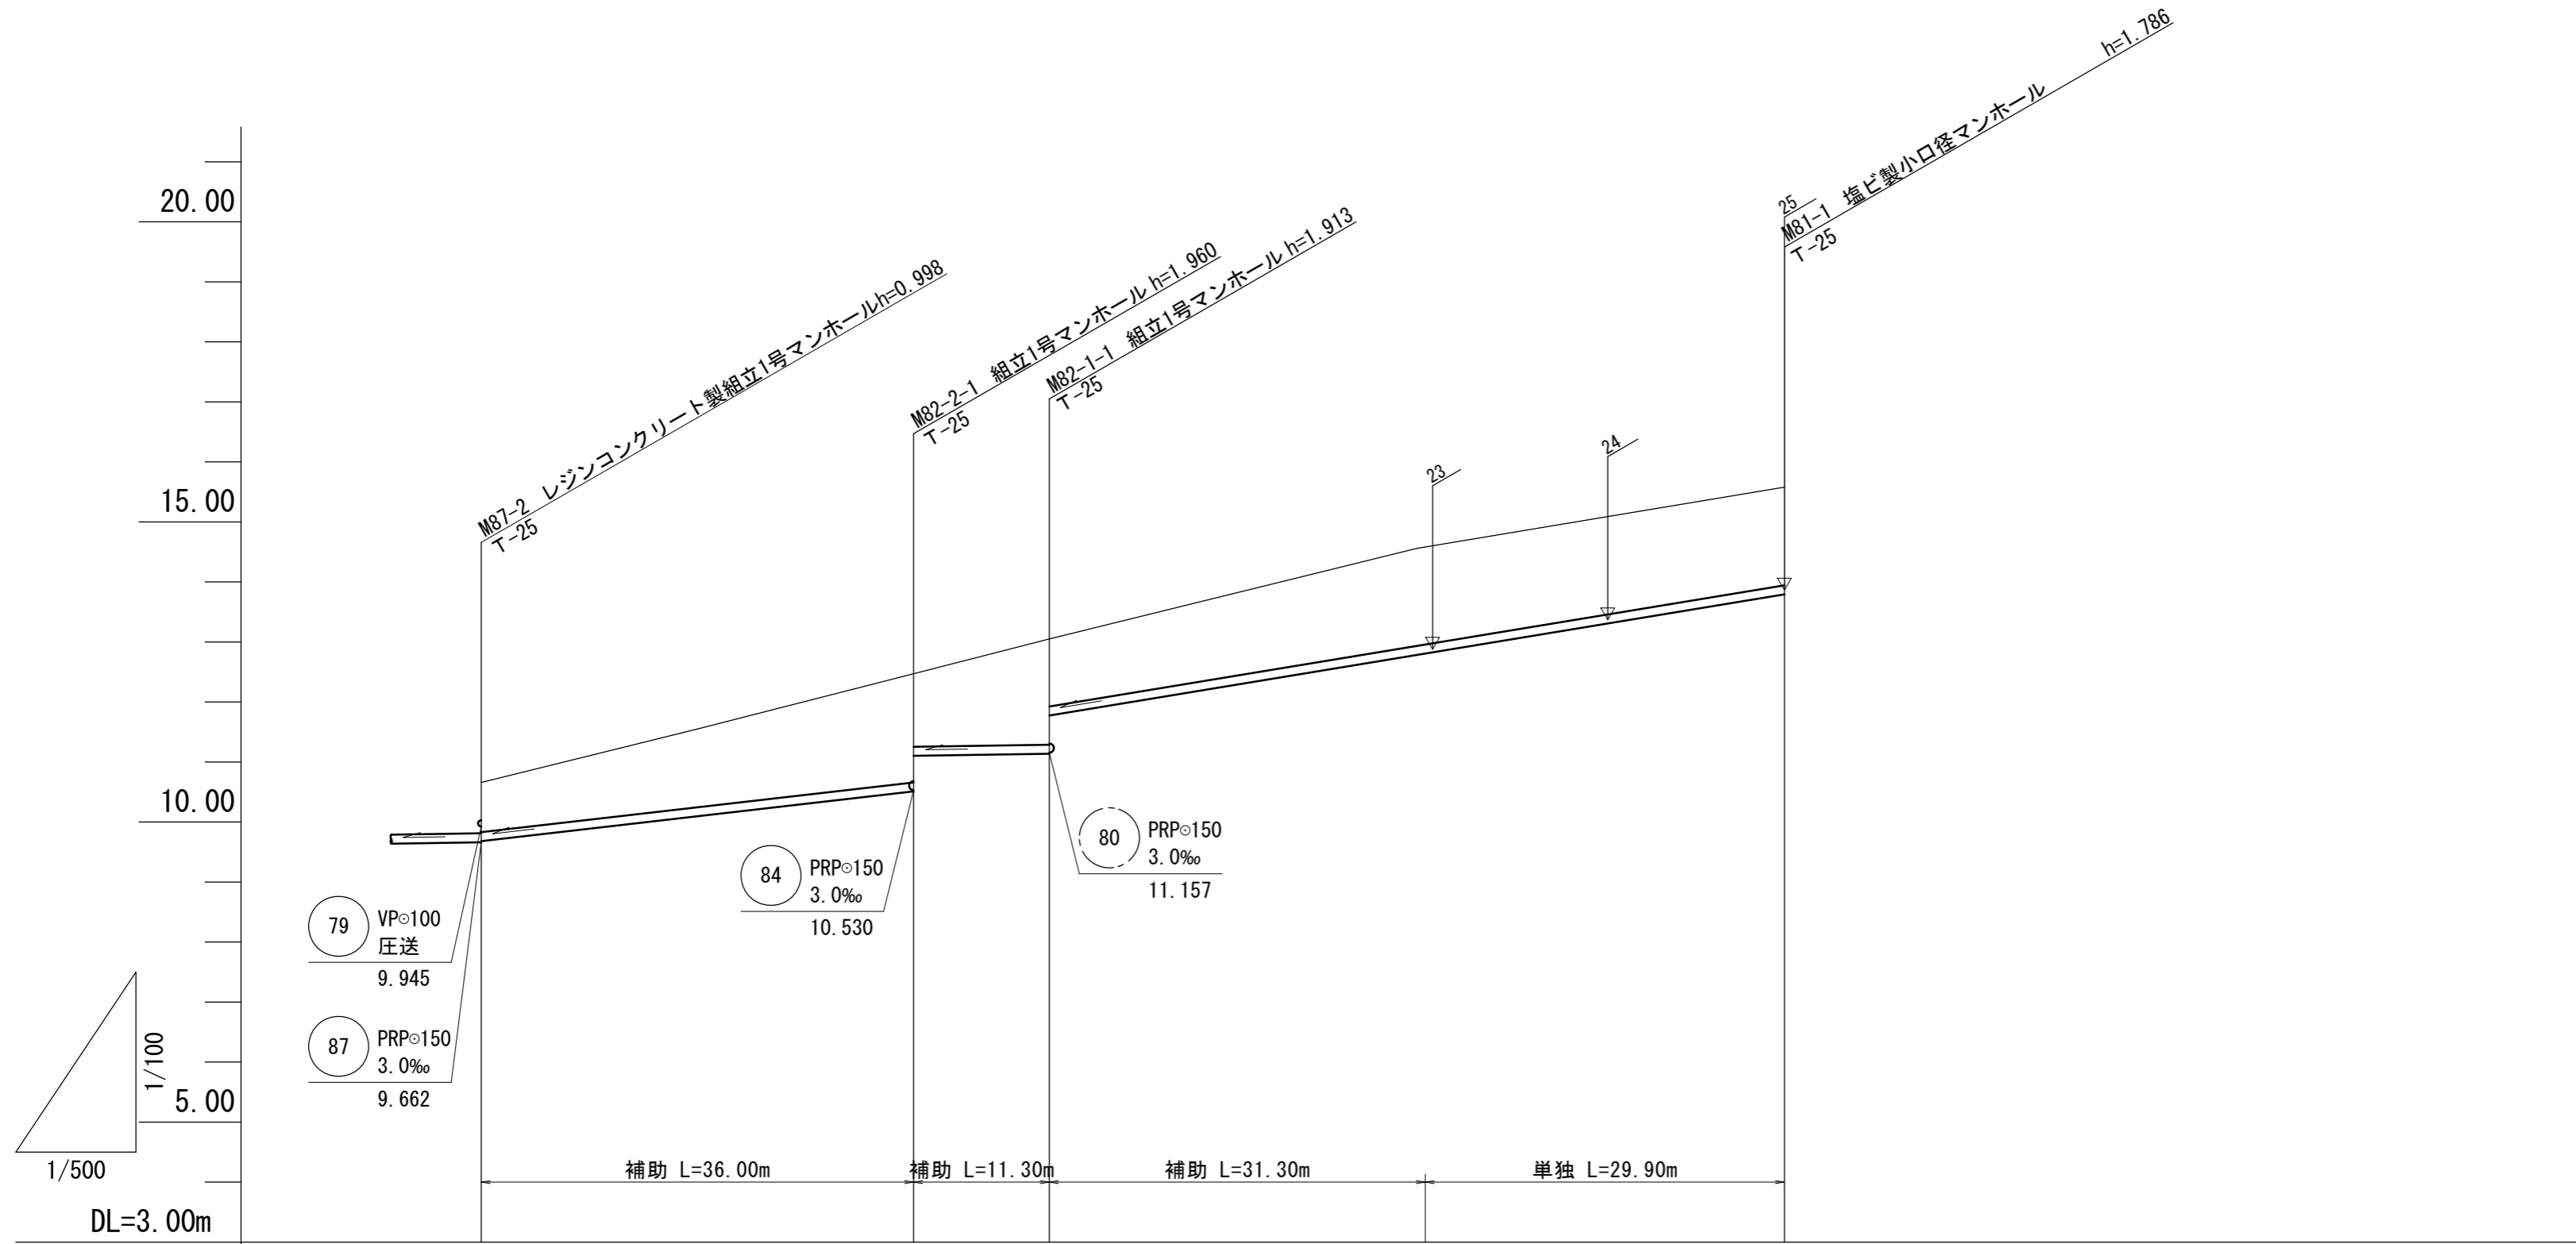 h=1.786
M81-1 塩ビ製小口径マンホール
25
T-25
20.00
M82-1-1 組立1号マンホール h=1.913
T-25
M82-2-1 組立1号マンホール h=1.960
T-25
M87-2 レジンコンクリート製組立1号マンホールh=0.998
T-25
24
23
15.00
10.00
80
PRP⊙150
3.0‰
11.157
84
PRP⊙150
3.0‰
10.530
79
VP⊙100
圧送
9.945
87
PRP⊙150
3.0‰
9.662
1/100
5.00
1/500
補助 L=36.00m
補助 L=11.30m
補助 L=31.30m
単独 L=29.90m
DL=3.00m